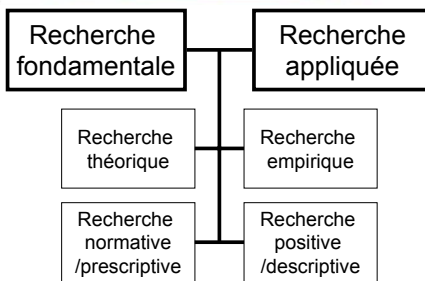 Recherche
fondamentale
Recherche
appliquée
Recherche
théorique
Recherche
empirique
Recherche
normative
/prescriptive
Recherche
positive
/descriptive